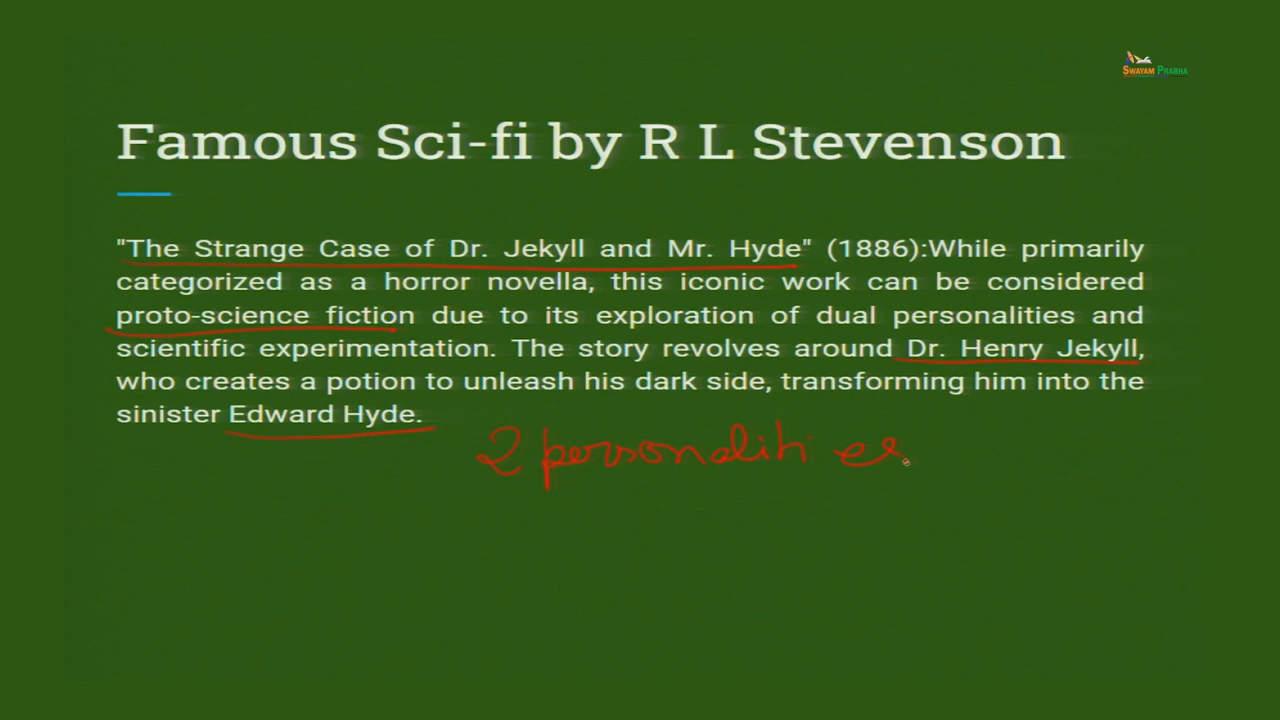 SWAYAM PRABHA
Famous Sci-fi by R L Stevenson
"The Strange Case of Dr. Jekyll and Mr. Hyde" (1886):While primarily
categorized as a horror novella, this iconic work can be considered
proto-science fiction due to its exploration of dual personalities and
scientific experimentation. The story revolves around Dr. Henry Jekyll,
who creates a potion to unleash his dark side, transforming him into the
sinister Edward Hyde.
2 personalities